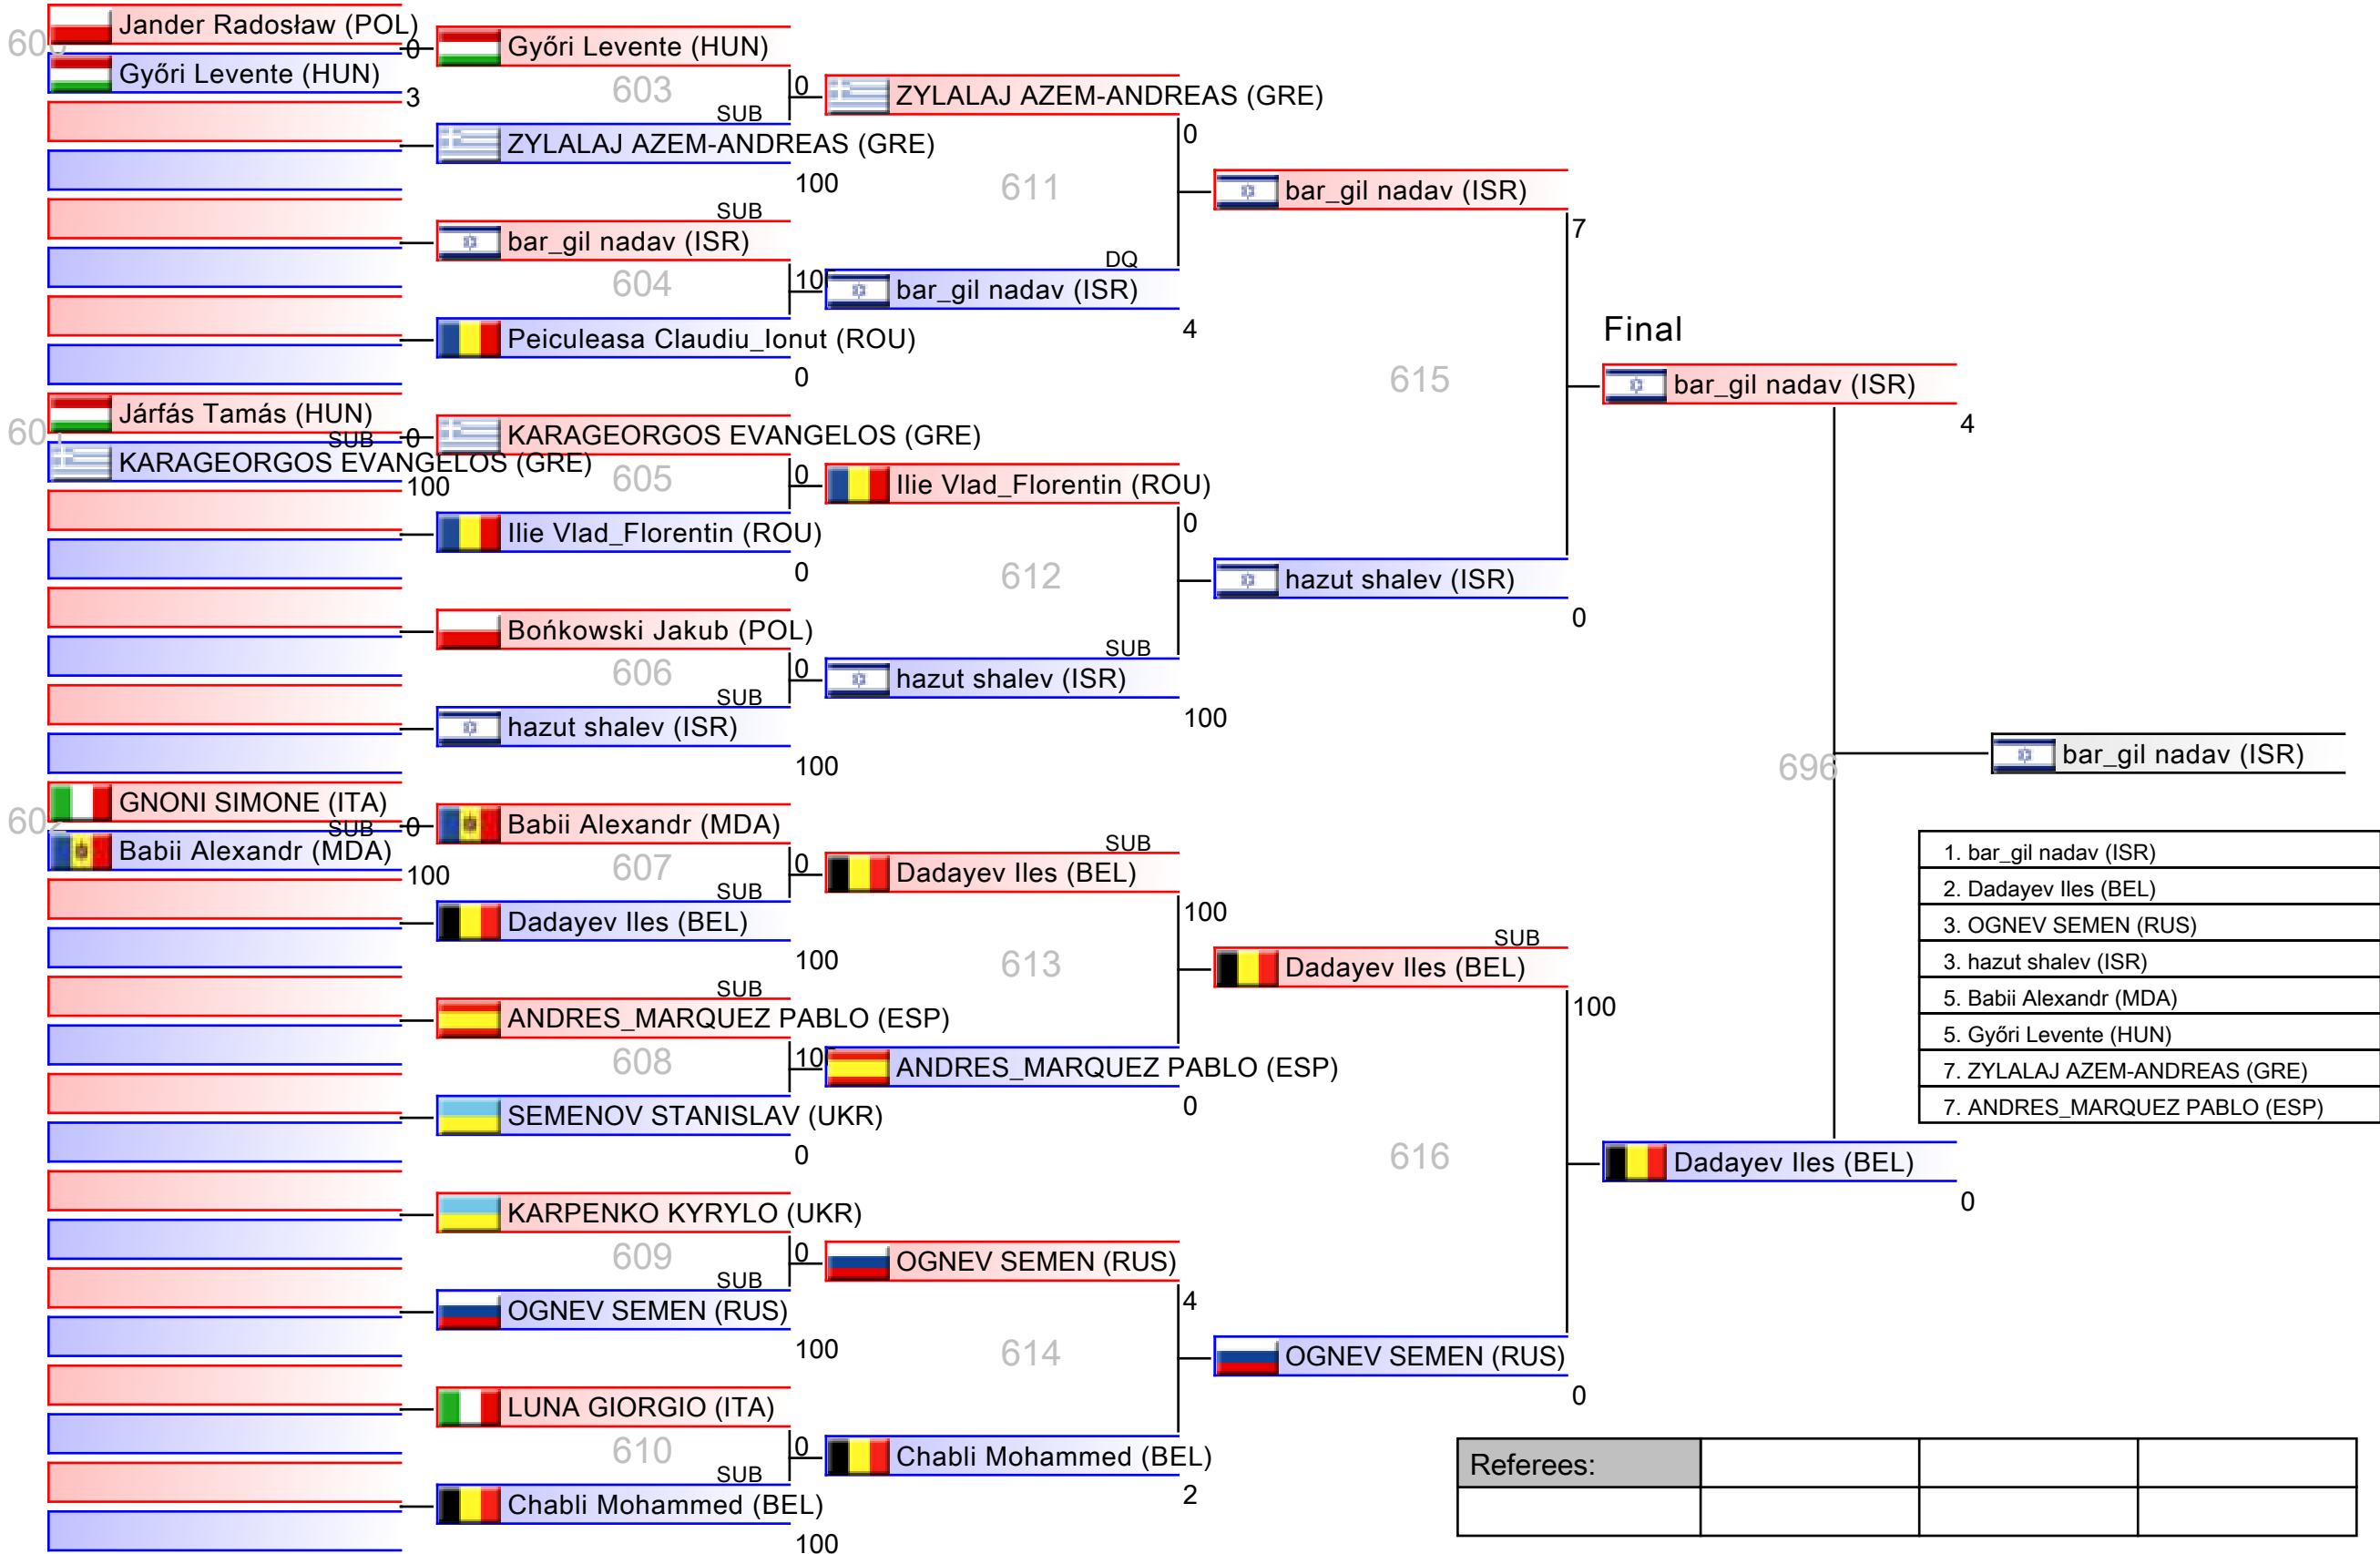 600
Jander Radosław (POL)
0
Győri Levente (HUN)
3
Győri Levente (HUN)
0
603
SUB
ZYLALAJ AZEM-ANDREAS (GRE)
100
ZYLALAJ AZEM-ANDREAS (GRE)
0
611
SUB
bar_gil nadav (ISR)
604
Peiculeasa Claudiu_Ionut (ROU)
0
DQ
bar_gil nadav (ISR)
4
bar_gil nadav (ISR)
7
615
Final
bar_gil nadav (ISR)
4
Járfás Tamás (HUN)
0
SUB
KARAGEORGOS EVANGELOS (GRE)
100
KARAGEORGOS EVANGELOS (GRE)
0
605
Ilie Vlad_Florentin (ROU)
0
Ilie Vlad_Florentin (ROU)
0
612
Bońkowski Jakub (POL)
0
606
SUB
hazut shalev (ISR)
100
SUB
hazut shalev (ISR)
100
hazut shalev (ISR)
0
696
bar_gil nadav (ISR)
GNONI SIMONE (ITA)
0
SUB
Babii Alexandr (MDA)
100
Babii Alexandr (MDA)
0
607
SUB
Dadayev Iles (BEL)
100
SUB
Dadayev Iles (BEL)
100
613
SUB
ANDRES_MARQUEZ PABLO (ESP)
608
SEMENOV STANISLAV (UKR)
0
ANDRES_MARQUEZ PABLO (ESP)
0
SUB
Dadayev Iles (BEL)
100
616
KARPENKO KYRYLO (UKR)
0
609
SUB
OGNEV SEMEN (RUS)
100
OGNEV SEMEN (RUS)
4
614
LUNA GIORGIO (ITA)
0
610
SUB
Chabli Mohammed (BEL)
100
Chabli Mohammed (BEL)
2
OGNEV SEMEN (RUS)
0
Dadayev Iles (BEL)
0
1. bar_gil nadav (ISR)
2. Dadayev Iles (BEL)
3. OGNEV SEMEN (RUS)
3. hazut shalev (ISR)
5. Babii Alexandr (MDA)
5. Győri Levente (HUN)
7. ZYLALAJ AZEM-ANDREAS (GRE)
7. ANDRES_MARQUEZ PABLO (ESP)
Referees: